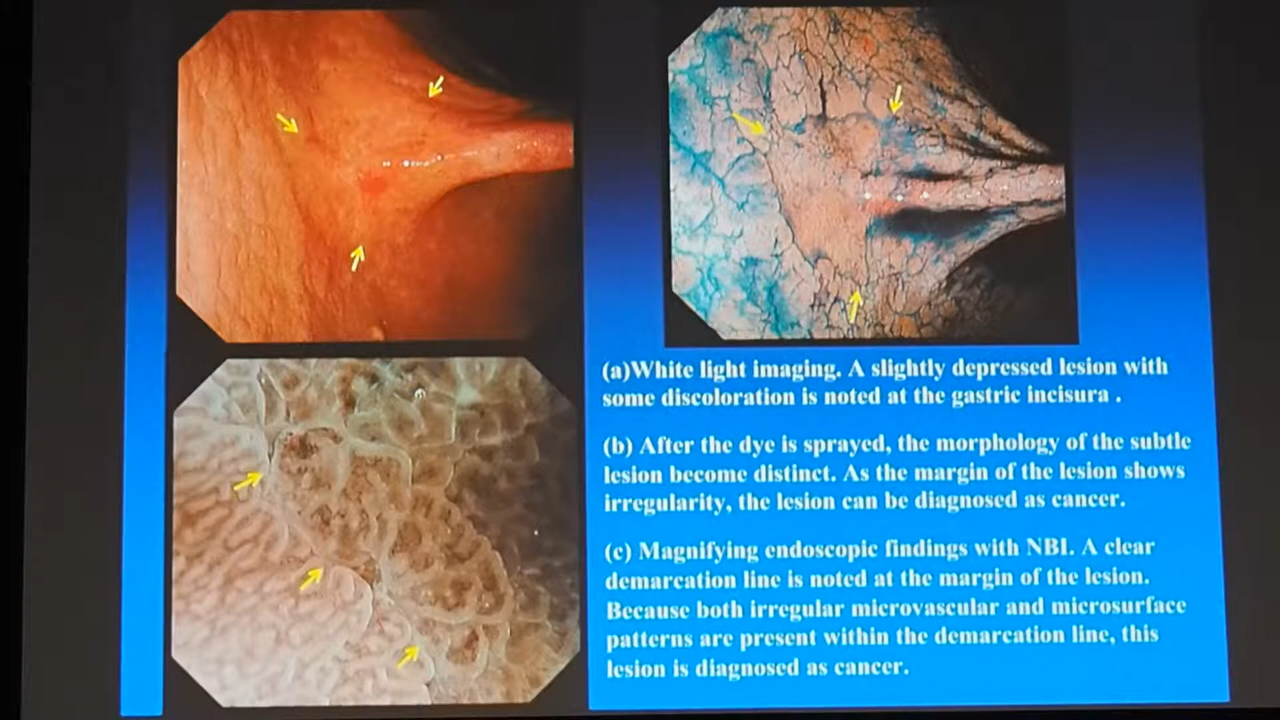 (a)White light imaging. A slightly depressed lesion with
some discoloration is noted at the gastric incisura .
(b) After the dye is sprayed, the morphology of the subtle
lesion become distinct. As the margin of the lesion shows
irregularity, the lesion can be diagnosed as cancer.
(c) Magnifying endoscopic findings with NBI. A clear
demarcation line is noted at the margin of the lesion.
Because both irregular microvascular and microsurface
patterns are present within the demarcation line, this
lesion is diagnosed as cancer.